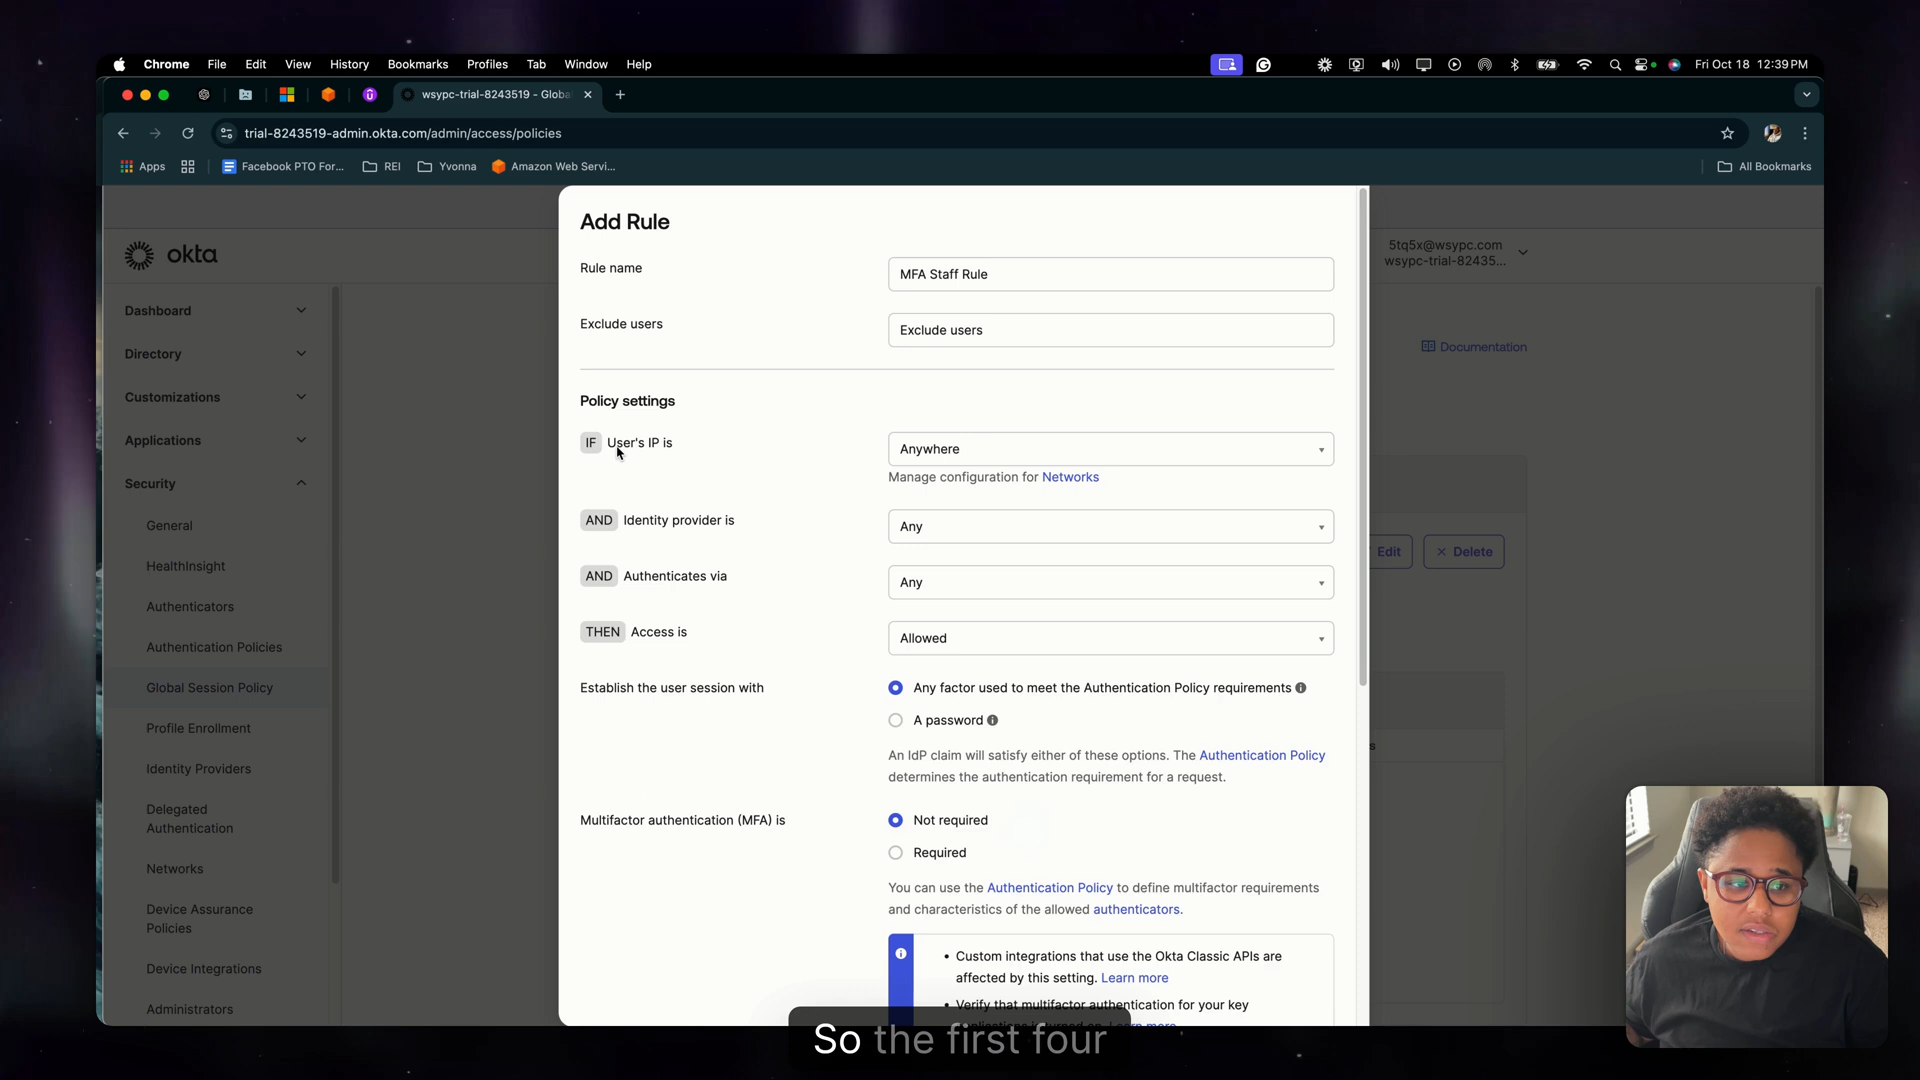 Chrome File Edit View History Bookmarks Profiles Tab Window Help
Fri Oct 18 12:39 PM
wsypc-trial-8243519 - Globa
trial-8243519-admin.okta.com/admin/access/policies
Apps
Facebook PTO For...
REI
Yvonna
Amazon Web Servi...
All Bookmarks
okta
5tq5x@wsypc.com
wsypc-trial-82435...
Dashboard
Directory
Customizations
Applications
Security
General
HealthInsight
Authenticators
Authentication Policies
Global Session Policy
Profile Enrollment
Identity Providers
Delegated
Authentication
Networks
Device Assurance
Policies
Device Integrations
Administrators
Documentation
Edit
Delete
s
Add Rule
Rule name
MFA Staff Rule
Exclude users
Exclude users
Policy settings
IF User's IP is
Anywhere
Manage configuration for Networks
AND Identity provider is
Any
AND Authenticates via
Any
THEN Access is
Allowed
Establish the user session with
Any factor used to meet the Authentication Policy requirements
A password
An IdP claim will satisfy either of these options. The Authentication Policy
determines the authentication requirement for a request.
Multifactor authentication (MFA) is
Not required
Required
You can use the Authentication Policy to define multifactor requirements
and characteristics of the allowed authenticators.
• Custom integrations that use the Okta Classic APIs are
affected by this setting. Learn more
• Verify that multifactor authentication for your key
So the first four